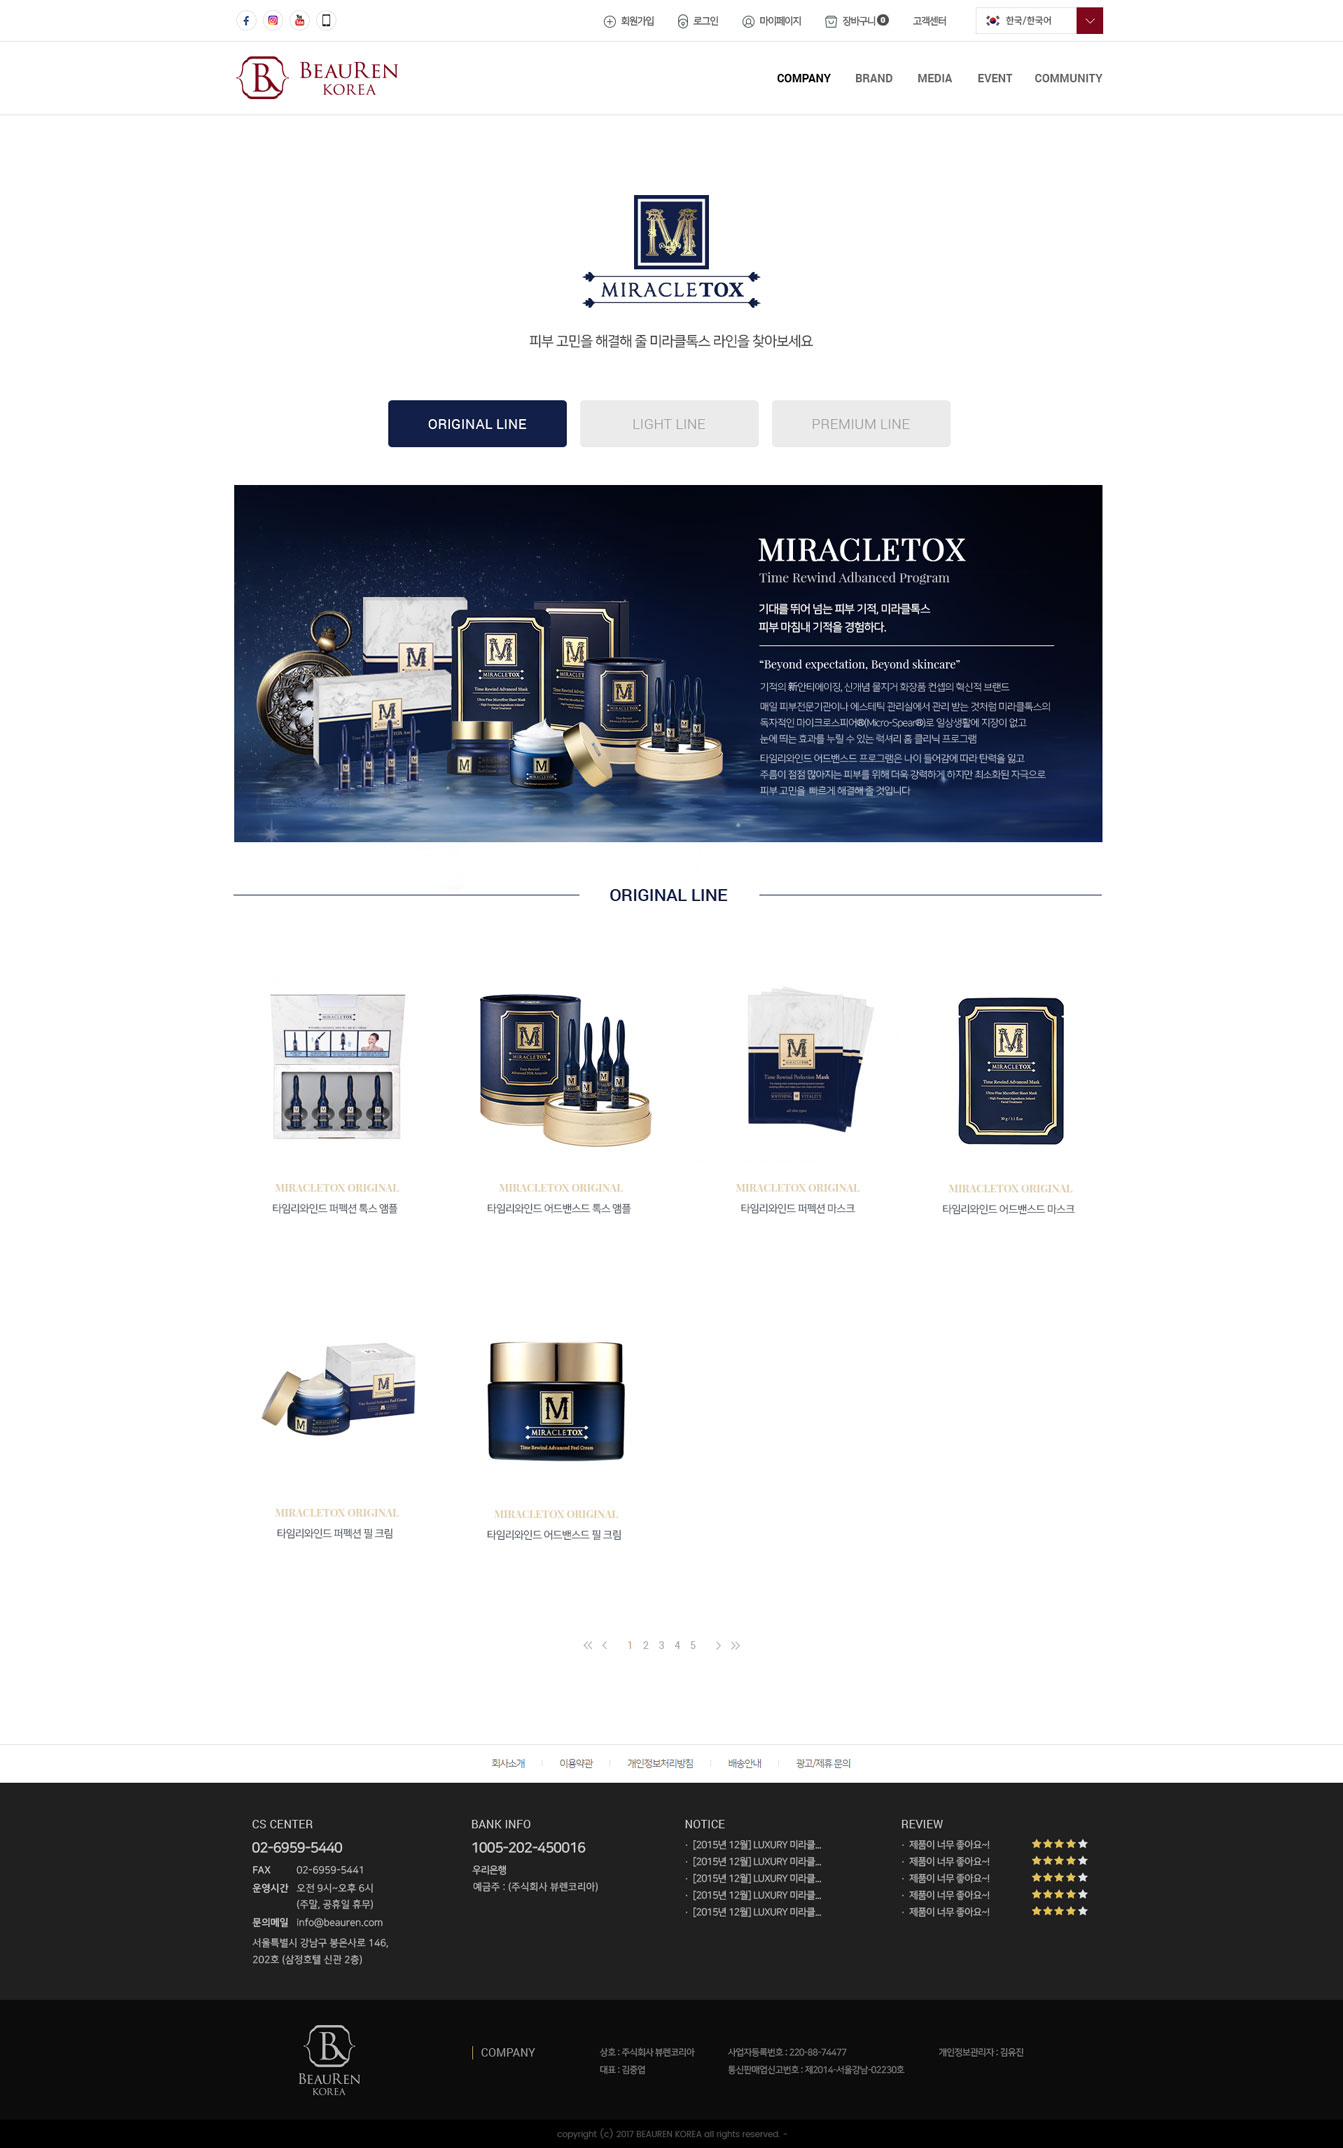 회원가입
로그인
마이페이지
장바구니 0
고객센터
한국/한국어
BEAUREN
KOREA
COMPANY
BRAND
MEDIA
EVENT
COMMUNITY
M
MIRACLETOX
피부 고민을 해결해 줄 미라클톡스 라인을 찾아보세요
ORIGINAL LINE
LIGHT LINE
PREMIUM LINE
MIRACLETOX
Time Rewind Adbanced Program
기대를 뛰어 넘는 피부 기적, 미라클톡스
피부 마침내 기적을 경험하다.
“Beyond expectation, Beyond skincare”
기적의 新안티에이징, 신개념 물지거 화장품 컨셉의 혁신적 브랜드
매일 피부전문기관이나 에스테틱 관리실에서 관리 받는 것처럼 미라클톡스의
독자적인 마이크로스피어®(Micro-Spear®)로 일상생활에 지장이 없고
눈에 띄는 효과를 누릴 수 있는 럭셔리 홈 클리닉 프로그램
타임리와인드 어드밴스드 프로그램은 나이 들어감에 따라 탄력을 잃고
주름이 점점 많아지는 피부를 위해 더욱 강력하게 하지만 최소화된 자극으로
피부 고민을 빠르게 해결해 줄 것입니다
ORIGINAL LINE
MIRACLETOX
MIRACLETOX
Time Rewind Perfection Mask
SOOTHING M VITALITY
all skin types
MIRACLETOX
Time Rewind Advanced Mask
Ultra Fine Microfiber Sheet Mask
30 g / 1.1 fl.oz
MIRACLETOX ORIGINAL
타임리와인드 퍼펙션 톡스 앰플
MIRACLETOX ORIGINAL
타임리와인드 어드밴스드 톡스 앰플
MIRACLETOX ORIGINAL
타임리와인드 퍼펙션 마스크
MIRACLETOX ORIGINAL
타임리와인드 어드밴스드 마스크
M
MIRACLETOX
Time Rewind Advanced Peel Cream
MIRACLETOX ORIGINAL
타임리와인드 퍼펙션 필 크림
MIRACLETOX ORIGINAL
타임리와인드 어드밴스드 필 크림
1 2 3 4 5
회사소개
이용약관
개인정보처리방침
배송안내
광고/제휴 문의
CS CENTER
02-6959-5440
FAX 02-6959-5441
운영시간 오전 9시~오후 6시
(주말, 공휴일 휴무)
문의메일 info@beauren.com
서울특별시 강남구 봉은사로 146,
202호 (삼정호텔 신관 2층)
BANK INFO
1005-202-450016
우리은행
예금주 : (주식회사 뷰렌코리아)
NOTICE
· [2015년 12월] LUXURY 미라클...
· [2015년 12월] LUXURY 미라클...
· [2015년 12월] LUXURY 미라클...
· [2015년 12월] LUXURY 미라클...
· [2015년 12월] LUXURY 미라클...
REVIEW
· 제품이 너무 좋아요~!
· 제품이 너무 좋아요~!
· 제품이 너무 좋아요~!
· 제품이 너무 좋아요~!
· 제품이 너무 좋아요~!
BEAUREN
KOREA
COMPANY
상호 : 주식회사 뷰렌코리아
사업자등록번호 : 220-88-74477
개인정보관리자 : 김유진
대표 : 김중엽
통신판매업신고번호 : 제2014-서울강남-02230호
copyright (c) 2017 BEAUREN KOREA all rights reserved. -